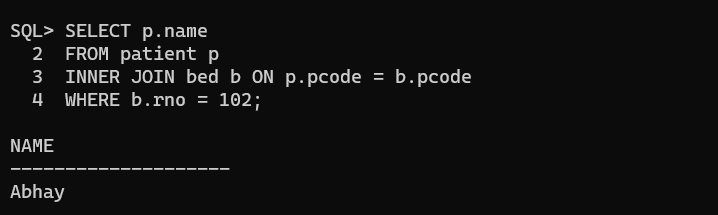 SQL> SELECT p.name
  2  FROM patient p
  3  INNER JOIN bed b ON p.pcode = b.pcode
  4  WHERE b.rno = 102;

NAME
--------------------
Abhay